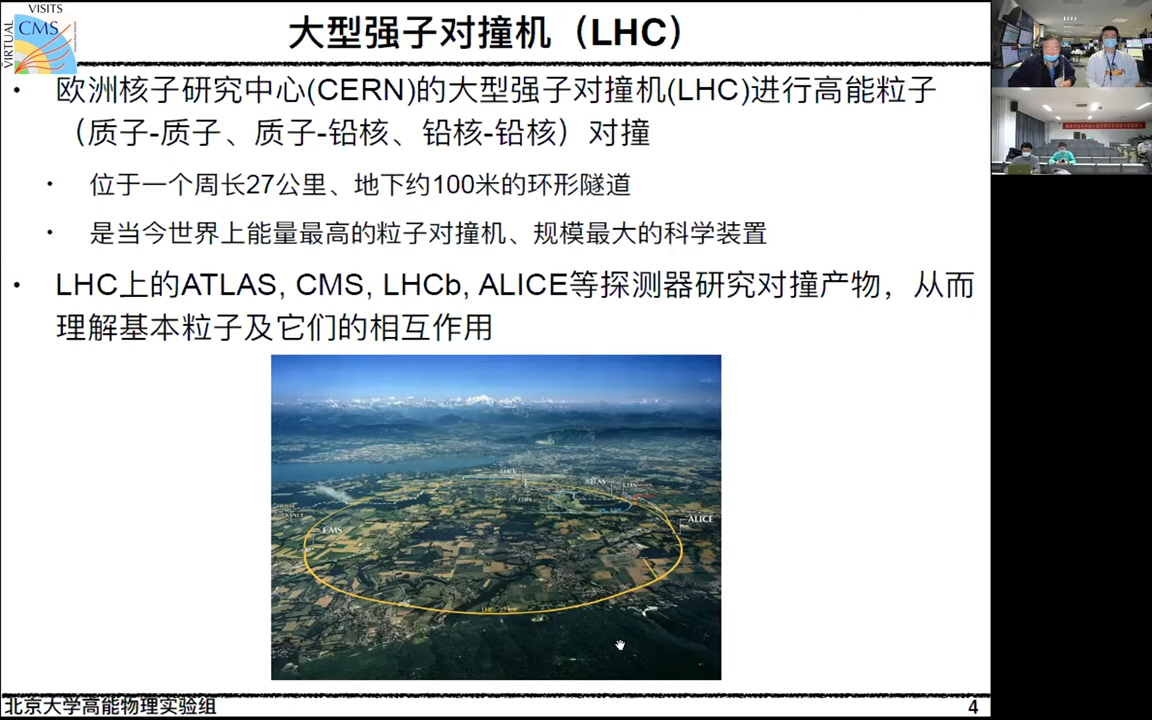 VISITS
VIRTUAL
CMS
大型强子对撞机（LHC）
• 欧洲核子研究中心(CERN)的大型强子对撞机(LHC)进行高能粒子
（质子-质子、质子-铅核、铅核-铅核）对撞
• 位于一个周长27公里、地下约100米的环形隧道
• 是当今世界上能量最高的粒子对撞机、规模最大的科学装置
• LHC上的ATLAS, CMS, LHCb, ALICE等探测器研究对撞产物，从而
理解基本粒子及它们的相互作用
LHCb
ATLAS
CMS
ALICE
北京大学高能物理实验组
4